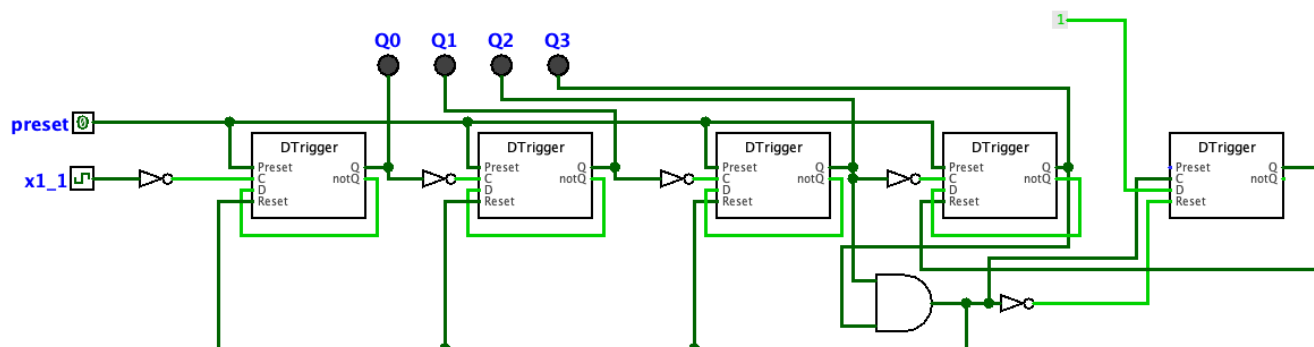 1
Q0 Q1 Q2 Q3
preset 0
x1_1
DTrigger
Preset
C
D
Reset
Q
notQ
DTrigger
Preset
C
D
Reset
Q
notQ
DTrigger
Preset
C
D
Reset
Q
notQ
DTrigger
Preset
C
D
Reset
Q
notQ
DTrigger
Preset
C
D
Reset
Q
notQ